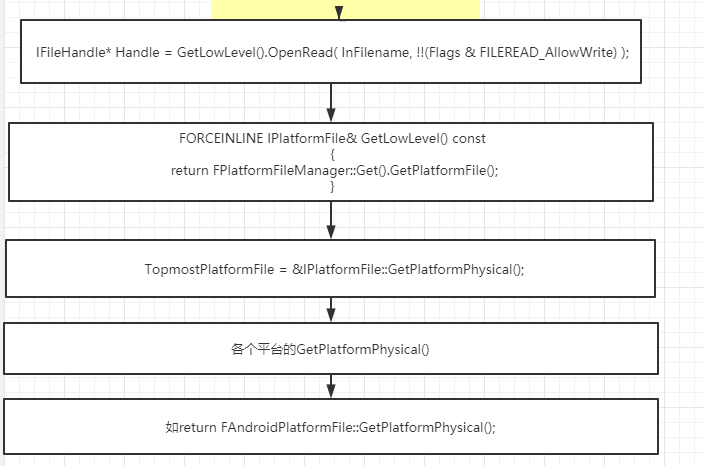 IFileHandle* Handle = GetLowLevel().OpenRead( InFilename, !!(Flags & FILEREAD_AllowWrite) );
FORCEINLINE IPlatformFile& GetLowLevel() const
{
return FPlatformFileManager::Get().GetPlatformFile();
}
TopmostPlatformFile = &IPlatformFile::GetPlatformPhysical();
各个平台的GetPlatformPhysical()
如return FAndroidPlatformFile::GetPlatformPhysical();